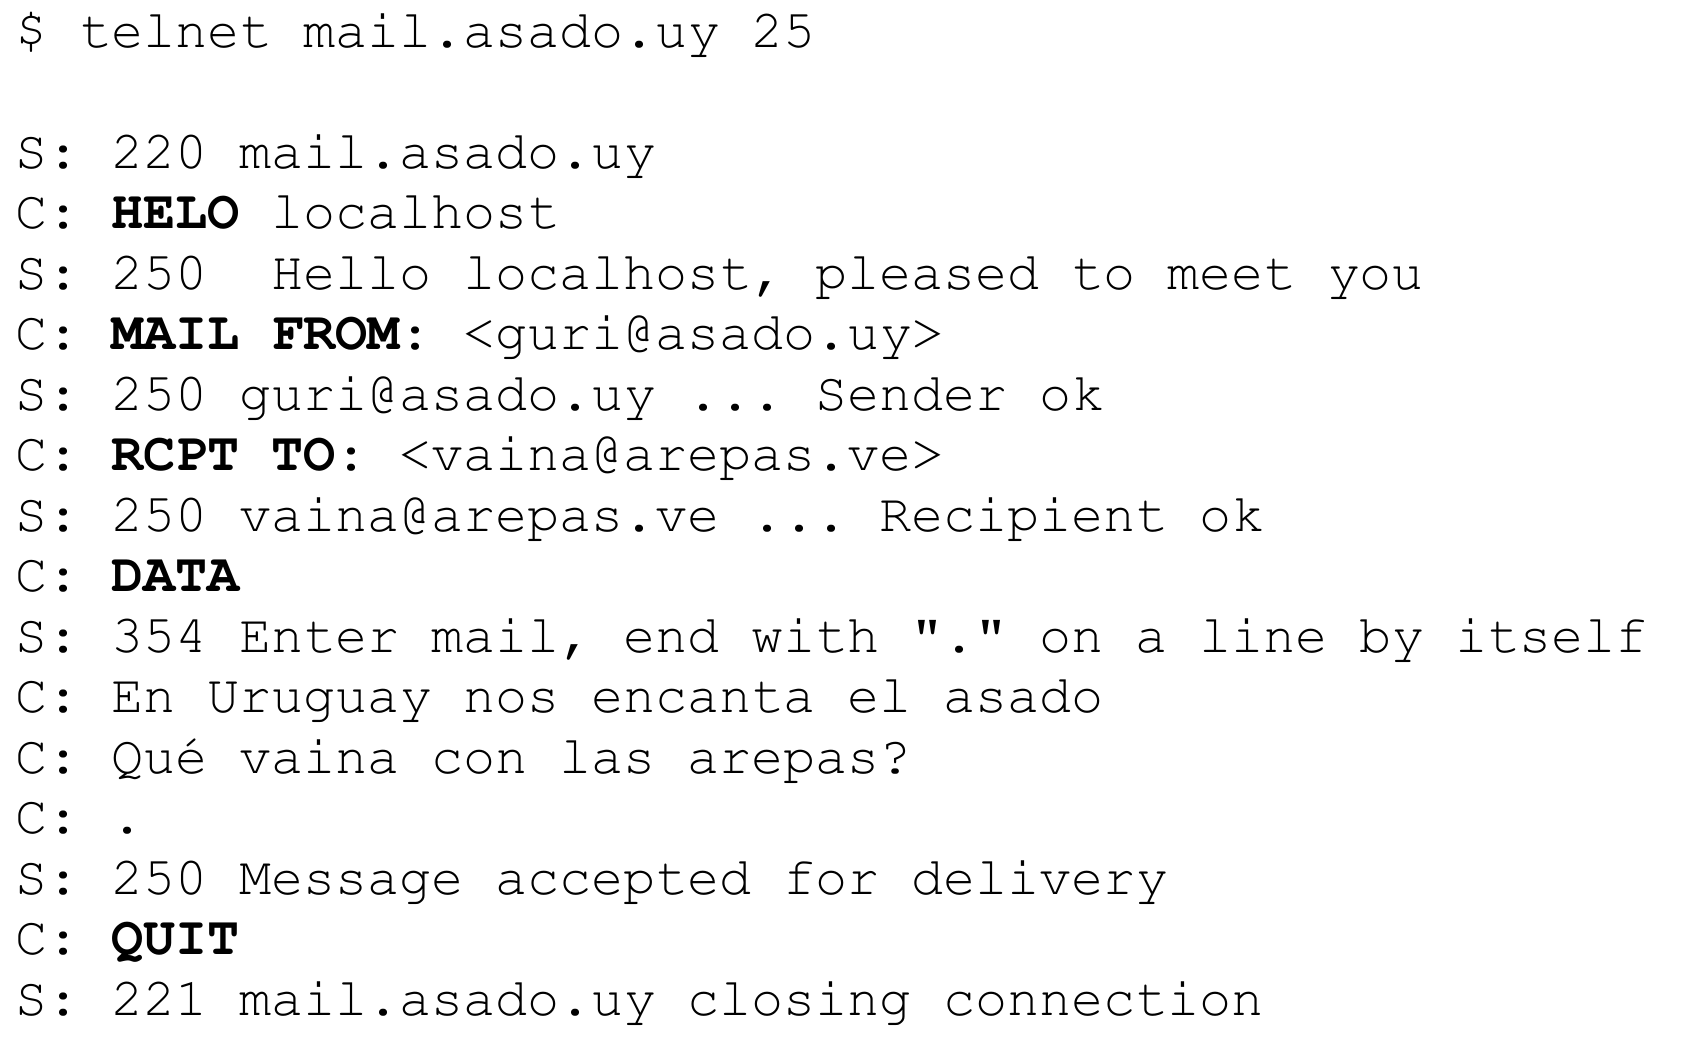 $ telnet mail.asado.uy 25
S: 220 mail.asado.uy
C: HELO localhost
S: 250  Hello localhost, pleased to meet you
C: MAIL FROM: <guri@asado.uy>
S: 250 guri@asado.uy ... Sender ok
C: RCPT TO: <vaina@arepas.ve>
S: 250 vaina@arepas.ve ... Recipient ok
C: DATA
S: 354 Enter mail, end with "." on a line by itself
C: En Uruguay nos encanta el asado
C: Qué vaina con las arepas?
C: .
S: 250 Message accepted for delivery
C: QUIT
S: 221 mail.asado.uy closing connection